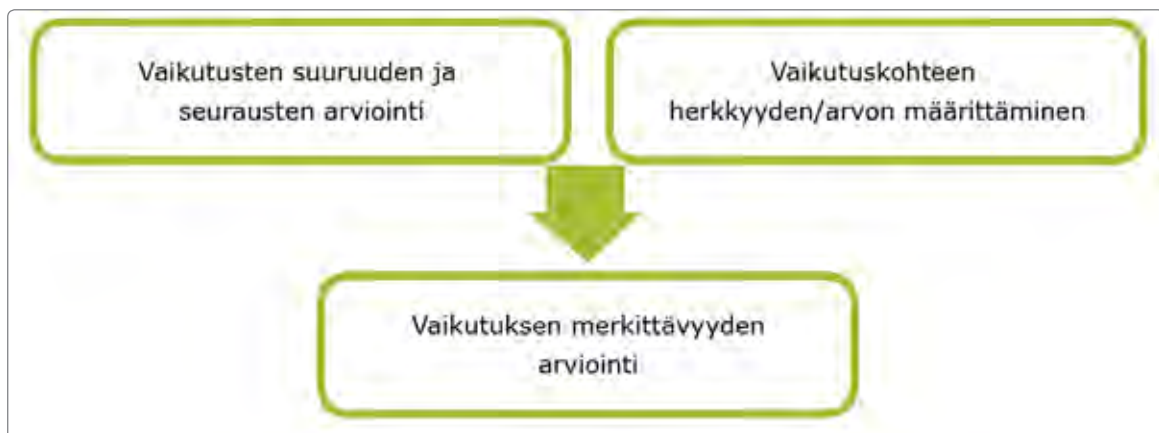 Vaikutusten suuruuden ja
seurausten arviointi
Vaikutuskohteen
herkkyyden/arvon määrittäminen
Vaikutuksen merkittävyyden
arviointi